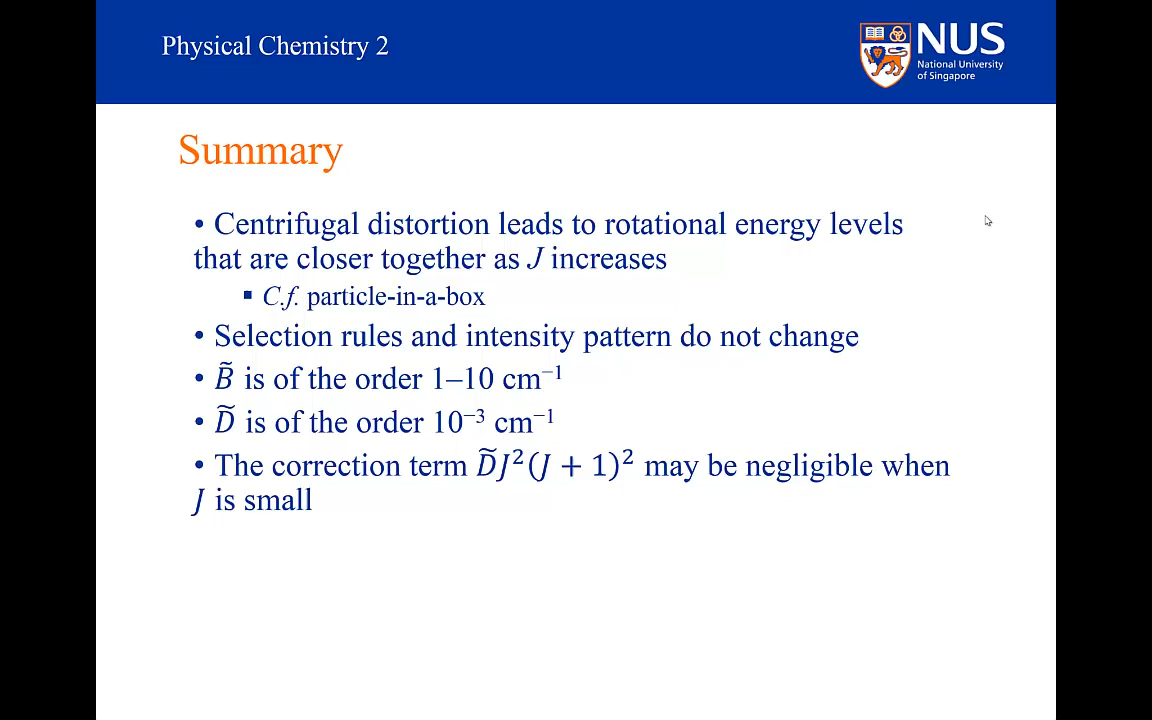 Physical Chemistry 2
NUS
National University
of Singapore
Summary
• Centrifugal distortion leads to rotational energy levels
that are closer together as J increases
▪ C.f. particle-in-a-box
• Selection rules and intensity pattern do not change
• B̃ is of the order 1–10 cm⁻¹
• D̃ is of the order 10⁻³ cm⁻¹
• The correction term D̃J²(J + 1)² may be negligible when
J is small